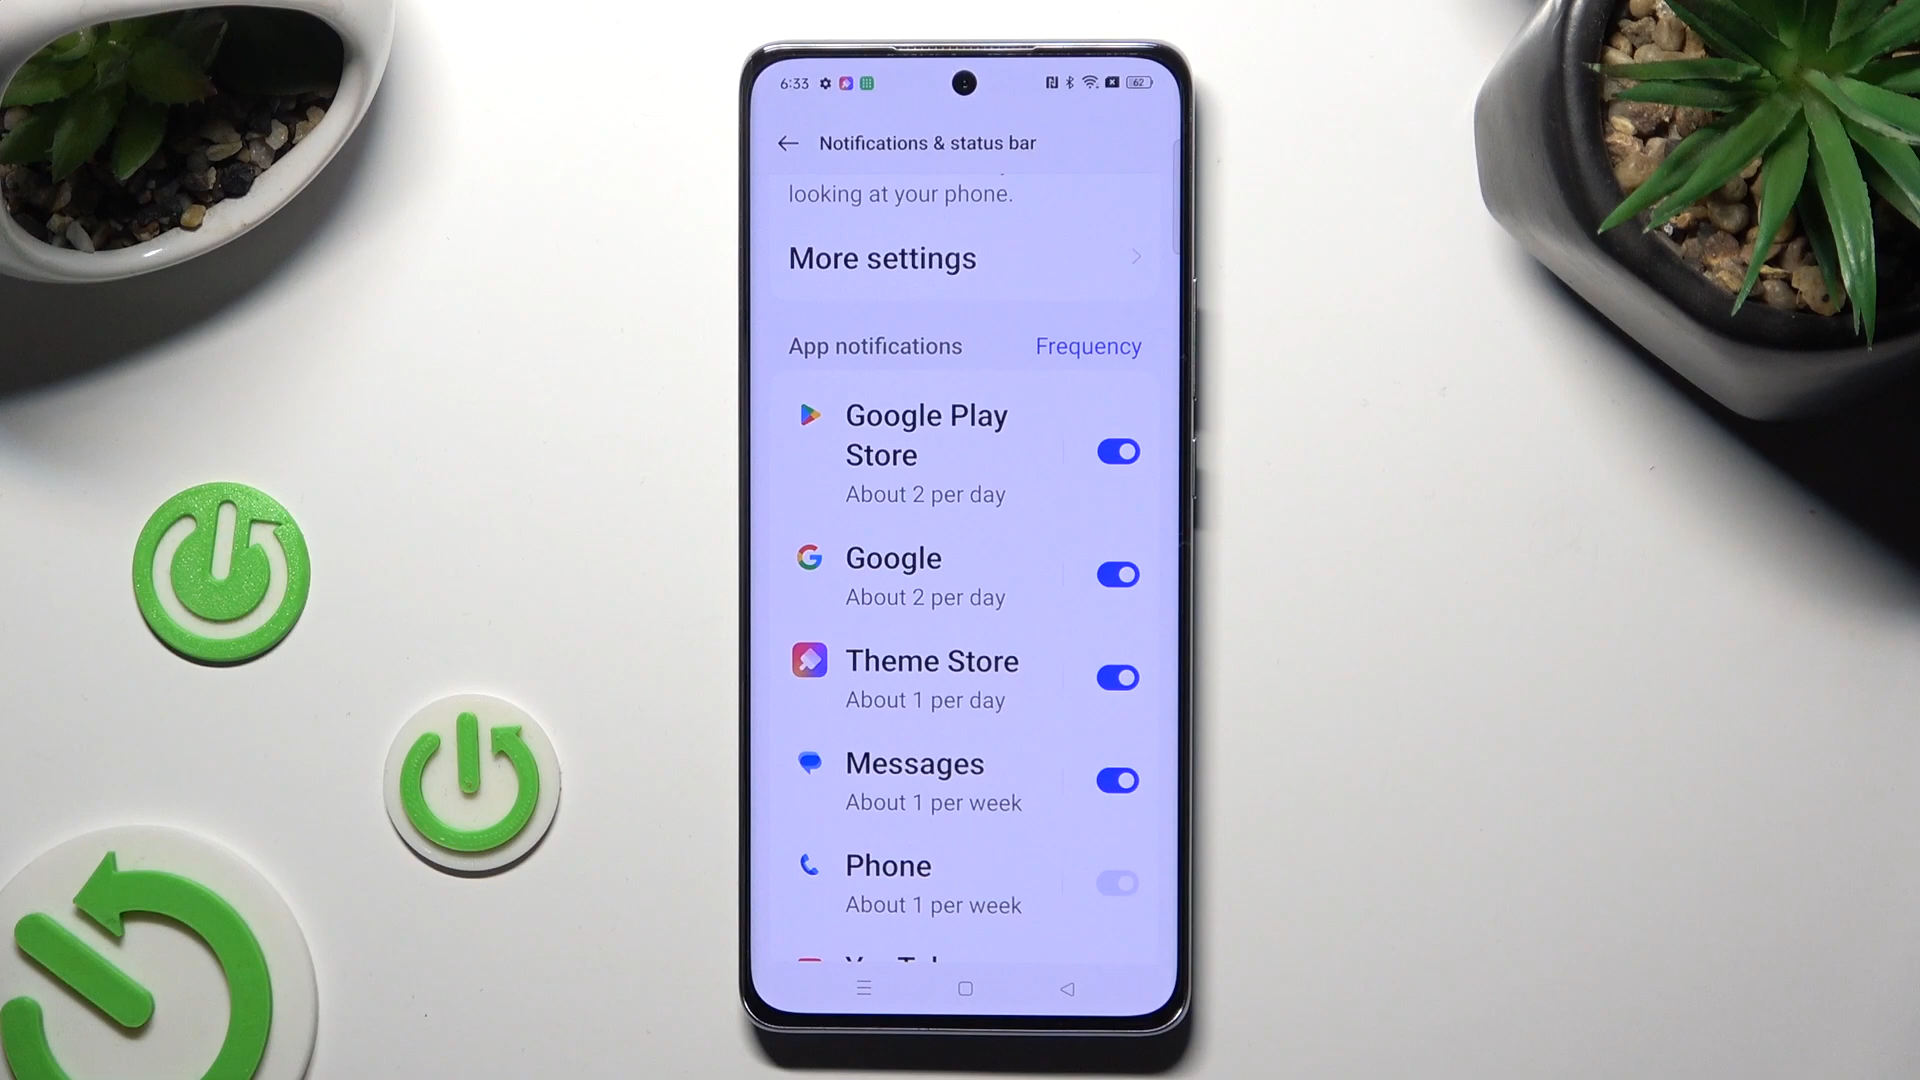 6:33
62
Notifications & status bar
looking at your phone.
More settings
App notifications
Frequency
Google Play
Store
About 2 per day
Google
About 2 per day
Theme Store
About 1 per day
Messages
About 1 per week
Phone
About 1 per week